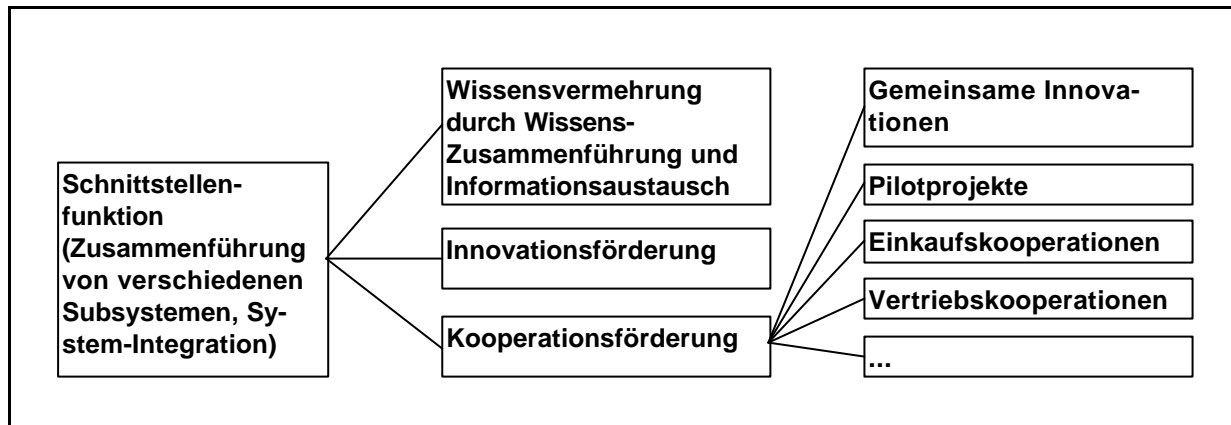 Schnittstellen-
funktion
(Zusammenführung
von verschiedenen
Subsystemen, Sy-
stem-Integration)
Wissensvermehrung
durch Wissens-
Zusammenführung und
Informationsaustausch
Innovationsförderung
Kooperationsförderung
Gemeinsame Innova-
tionen
Pilotprojekte
Einkaufskooperationen
Vertriebskooperationen
...